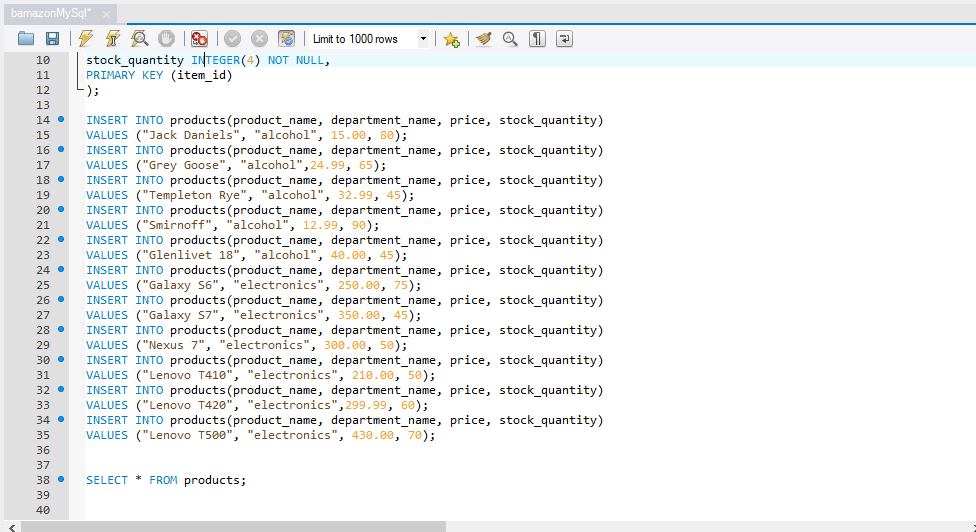 bamazonMySql*
Limit to 1000 rows
10 stock_quantity INTEGER(4) NOT NULL,
11 PRIMARY KEY (item_id)
12 );
13
14 INSERT INTO products(product_name, department_name, price, stock_quantity)
15 VALUES ("Jack Daniels", "alcohol", 15.00, 80);
16 INSERT INTO products(product_name, department_name, price, stock_quantity)
17 VALUES ("Grey Goose", "alcohol",24.99, 65);
18 INSERT INTO products(product_name, department_name, price, stock_quantity)
19 VALUES ("Templeton Rye", "alcohol", 32.99, 45);
20 INSERT INTO products(product_name, department_name, price, stock_quantity)
21 VALUES ("Smirnoff", "alcohol", 12.99, 90);
22 INSERT INTO products(product_name, department_name, price, stock_quantity)
23 VALUES ("Glenlivet 18", "alcohol", 40.00, 45);
24 INSERT INTO products(product_name, department_name, price, stock_quantity)
25 VALUES ("Galaxy S6", "electronics", 250.00, 75);
26 INSERT INTO products(product_name, department_name, price, stock_quantity)
27 VALUES ("Galaxy S7", "electronics", 350.00, 45);
28 INSERT INTO products(product_name, department_name, price, stock_quantity)
29 VALUES ("Nexus 7", "electronics", 300.00, 50);
30 INSERT INTO products(product_name, department_name, price, stock_quantity)
31 VALUES ("Lenovo T410", "electronics", 210.00, 50);
32 INSERT INTO products(product_name, department_name, price, stock_quantity)
33 VALUES ("Lenovo T420", "electronics",299.99, 60);
34 INSERT INTO products(product_name, department_name, price, stock_quantity)
35 VALUES ("Lenovo T500", "electronics", 430.00, 70);
36
37
38 SELECT * FROM products;
39
40